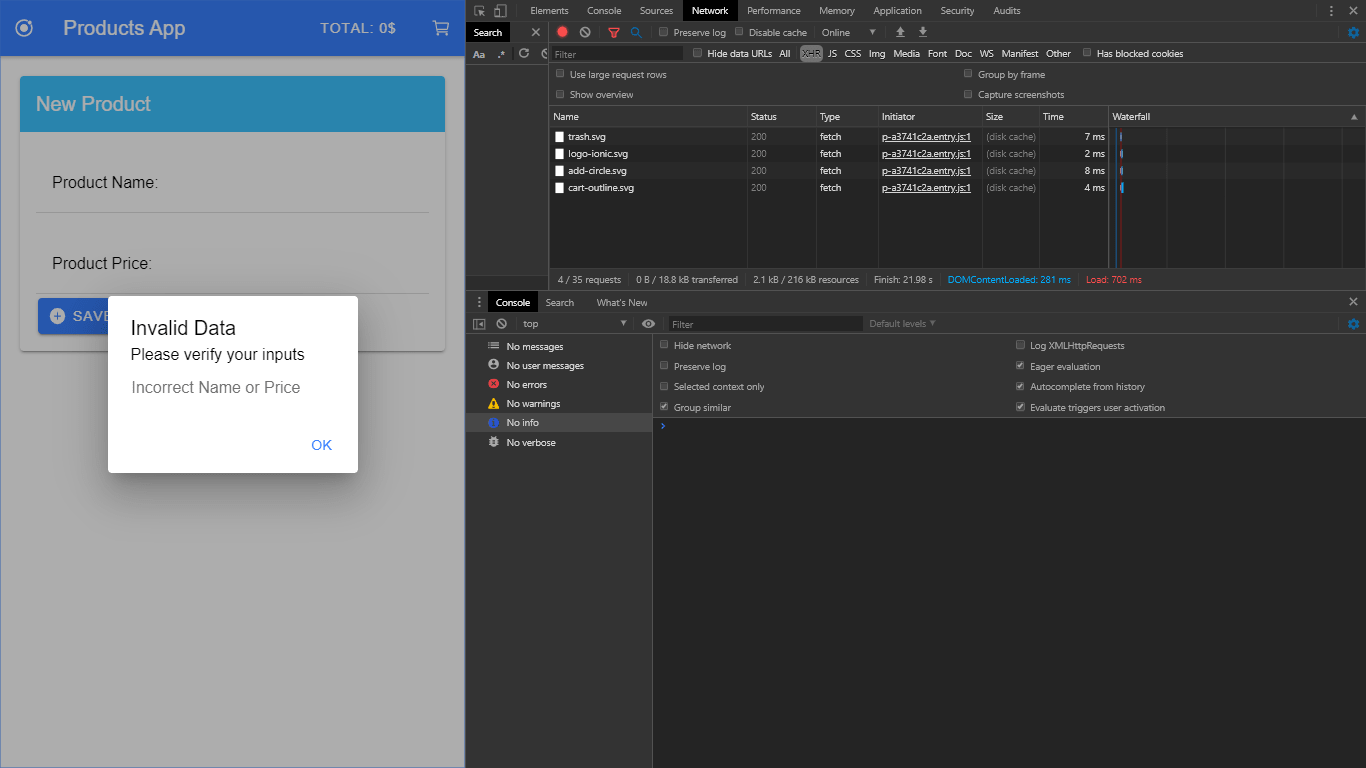 Products App
TOTAL: 0$
New Product
Product Name:
Product Price:
SAVE
Invalid Data
Please verify your inputs
Incorrect Name or Price
OK
Elements Console Sources Network Performance Memory Application Security Audits
Search
Aa .*
Preserve log Disable cache Online
Filter Hide data URLs All XHR JS CSS Img Media Font Doc WS Manifest Other Has blocked cookies
Use large request rows Group by frame
Show overview Capture screenshots
Name Status Type Initiator Size Time Waterfall
trash.svg 200 fetch p-a3741c2a.entry.js:1 (disk cache) 7 ms
logo-ionic.svg 200 fetch p-a3741c2a.entry.js:1 (disk cache) 2 ms
add-circle.svg 200 fetch p-a3741c2a.entry.js:1 (disk cache) 8 ms
cart-outline.svg 200 fetch p-a3741c2a.entry.js:1 (disk cache) 4 ms
4 / 35 requests 0 B / 18.8 kB transferred 2.1 kB / 216 kB resources Finish: 21.98 s DOMContentLoaded: 281 ms Load: 702 ms
Console Search What's New
top Filter Default levels
No messages
No user messages
No errors
No warnings
No info
No verbose
Hide network Log XMLHttpRequests
Preserve log Eager evaluation
Selected context only Autocomplete from history
Group similar Evaluate triggers user activation